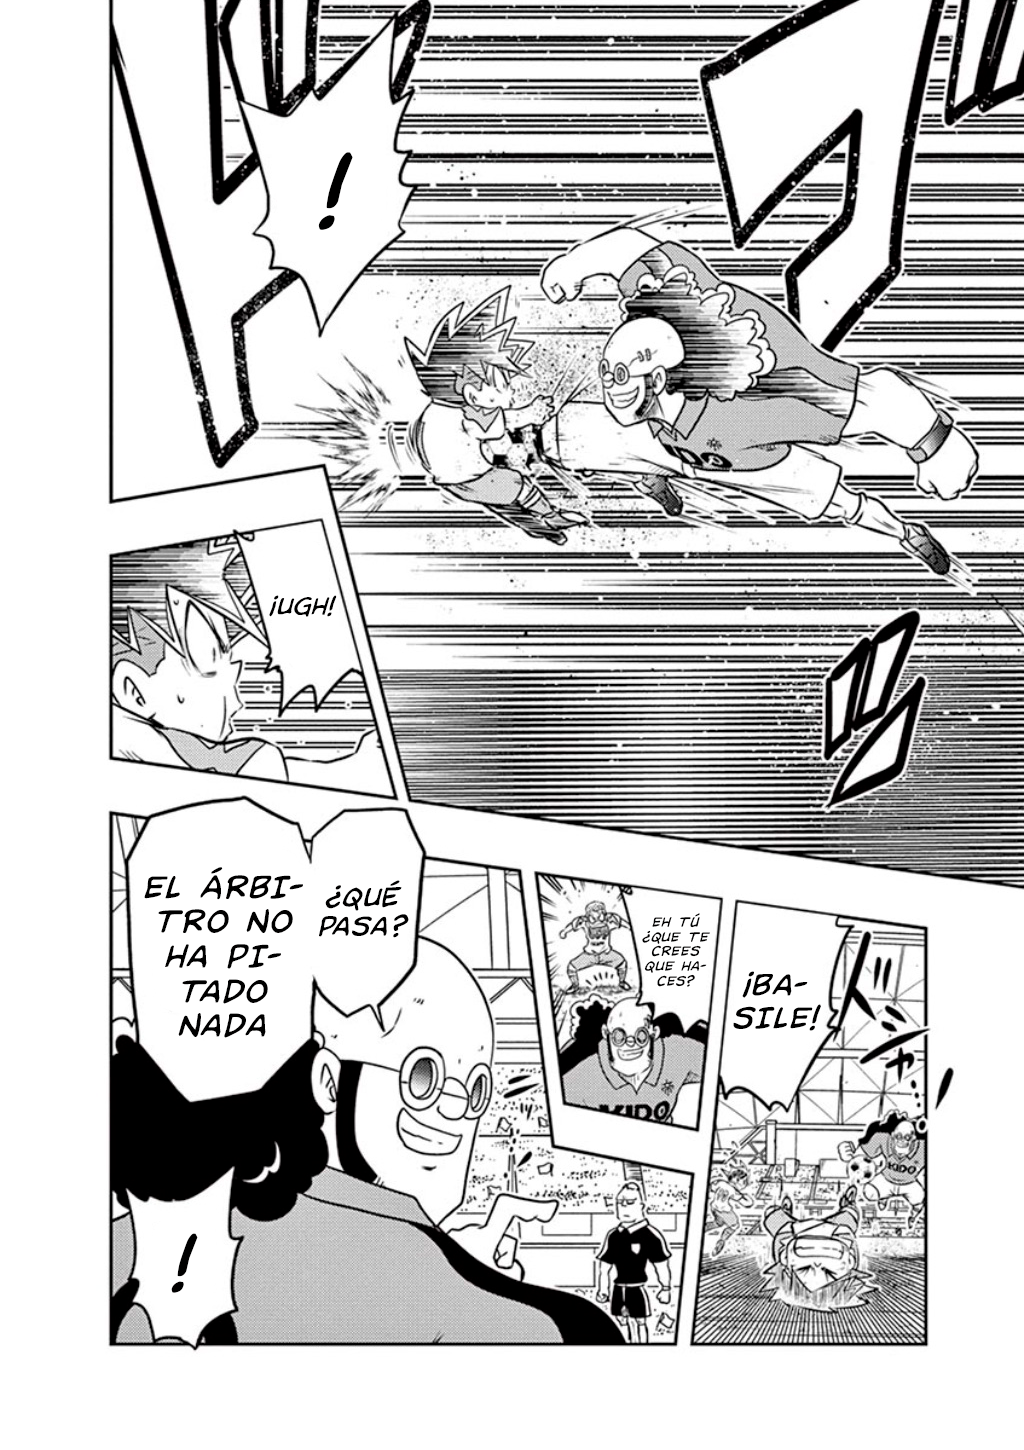 !
KIDO
¡UGH!
¡BA-
SILE!
KIDO
EH TÚ
¿QUE TE
CREES
QUE HA-
CES?
KIDO
¿QUÉ
PASA?
EL ÁRBI-
TRO NO
HA PI-
TADO
NADA
!